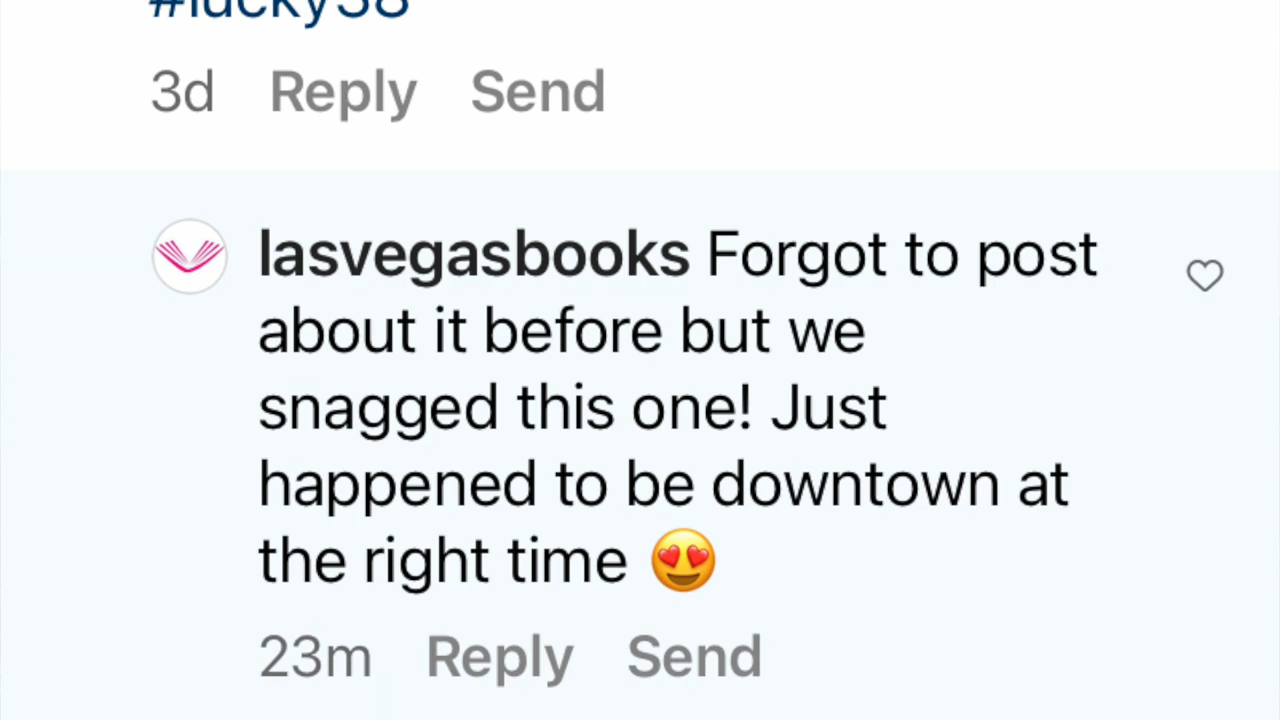 #lucky38
3d Reply Send
lasvegasbooks Forgot to post
about it before but we
snagged this one! Just
happened to be downtown at
the right time 😍
23m Reply Send